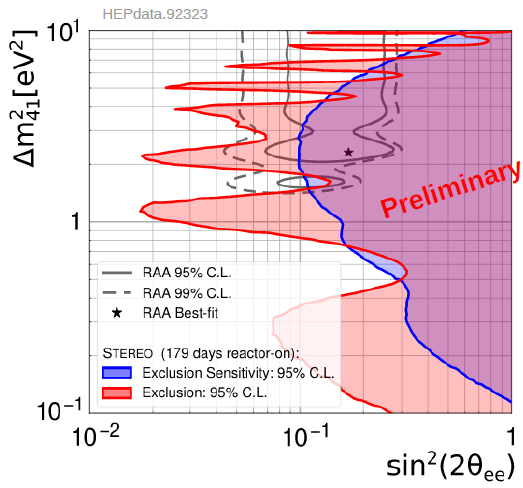 HEPdata.92323
Δm²₄₁[eV²]
10¹
1
10⁻¹
Preliminary
RAA 95% C.L.
RAA 99% C.L.
RAA Best-fit
STEREO (179 days reactor-on):
Exclusion Sensitivity: 95% C.L.
Exclusion: 95% C.L.
10⁻²
10⁻¹
1
sin²(2θₑₑ)